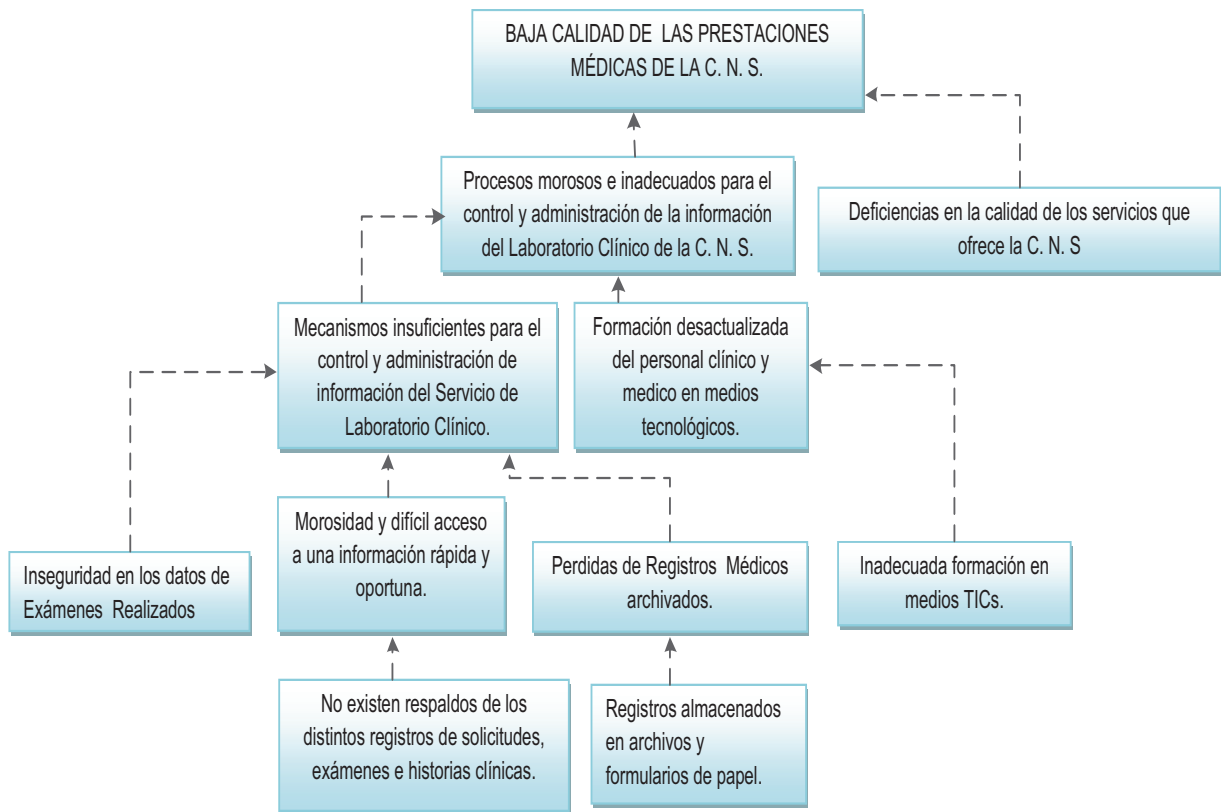 BAJA CALIDAD DE LAS PRESTACIONES
MÉDICAS DE LA C. N. S.
Procesos morosos e inadecuados para el
control y administración de la información
del Laboratorio Clínico de la C. N. S.
Deficiencias en la calidad de los servicios que
ofrece la C. N. S
Mecanismos insuficientes para el
control y administración de
información del Servicio de
Laboratorio Clínico.
Formación desactualizada
del personal clínico y
medico en medios
tecnológicos.
Inseguridad en los datos de
Exámenes Realizados
Morosidad y difícil acceso
a una información rápida y
oportuna.
Perdidas de Registros Médicos
archivados.
Inadecuada formación en
medios TICs.
No existen respaldos de los
distintos registros de solicitudes,
exámenes e historias clínicas.
Registros almacenados
en archivos y
formularios de papel.